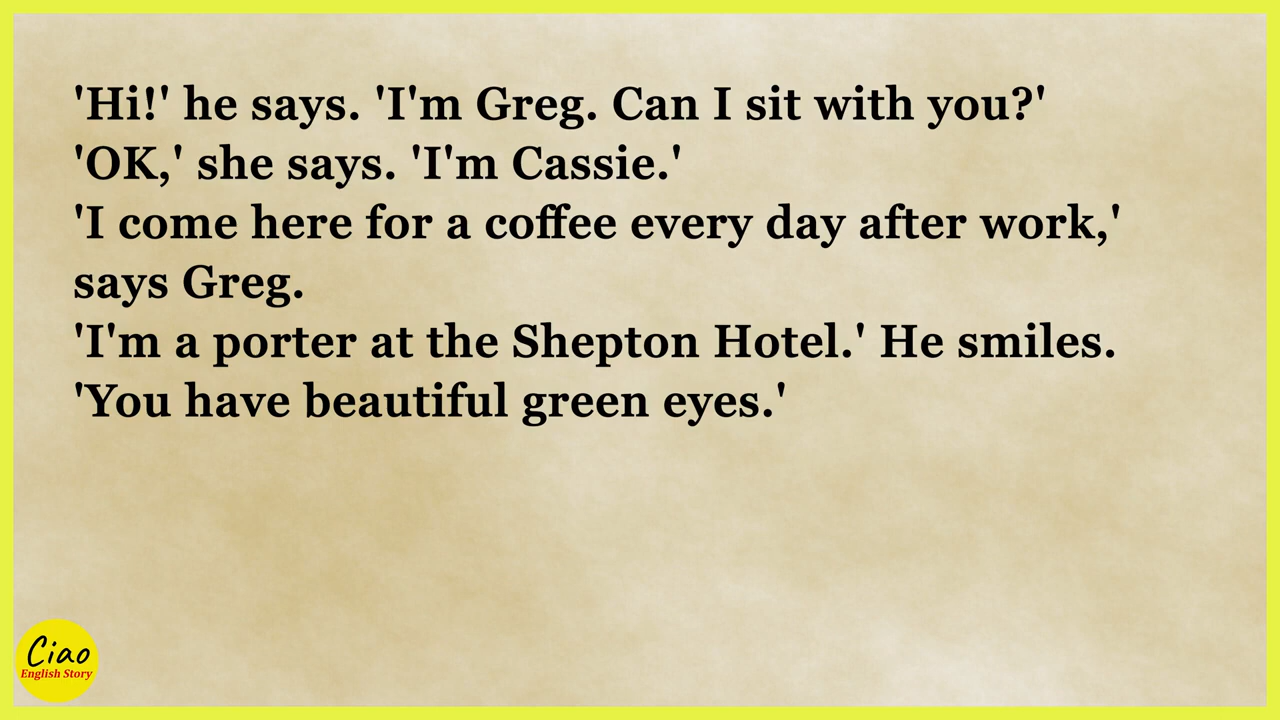 'Hi!' he says. 'I'm Greg. Can I sit with you?'
'OK,' she says. 'I'm Cassie.'
'I come here for a coffee every day after work,'
says Greg.
'I'm a porter at the Shepton Hotel.' He smiles.
'You have beautiful green eyes.'
Ciao
English Story